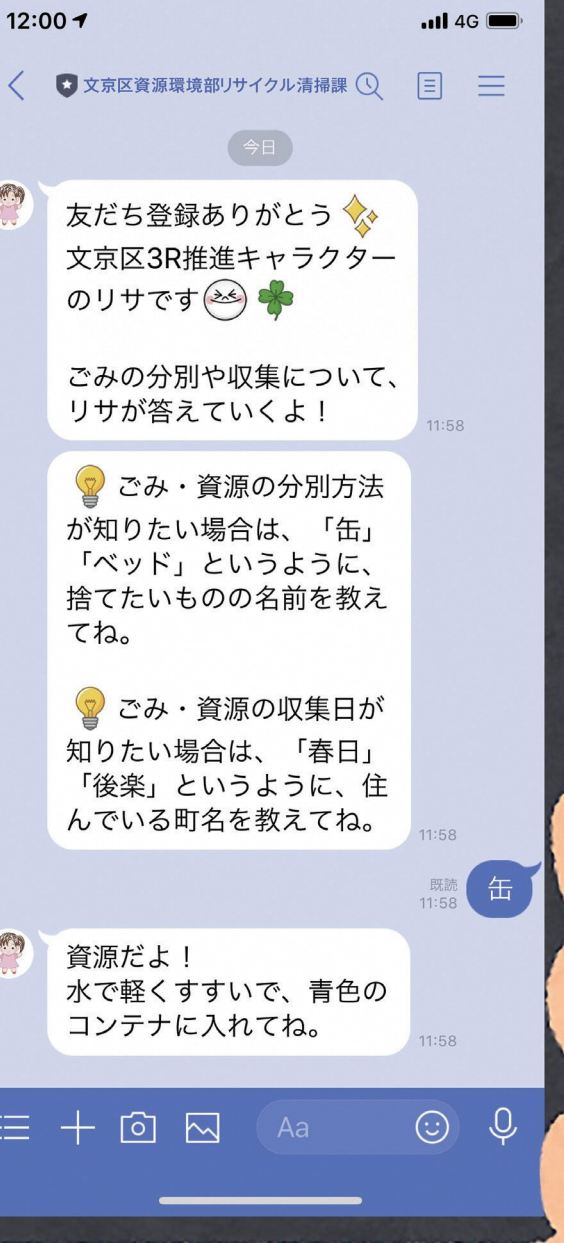 12:00
4G
文京区資源環境部リサイクル清掃課
今日
友だち登録ありがとう
文京区3R推進キャラクター
のリサです
ごみの分別や収集について、
リサが答えていくよ！
11:58
ごみ・資源の分別方法
が知りたい場合は、「缶」
「ベッド」というように、
捨てたいものの名前を教え
てね。
ごみ・資源の収集日が
知りたい場合は、「春日」
「後楽」というように、住
んでいる町名を教えてね。
11:58
既読
11:58
缶
資源だよ！
水で軽くすすいで、青色の
コンテナに入れてね。
11:58
Aa